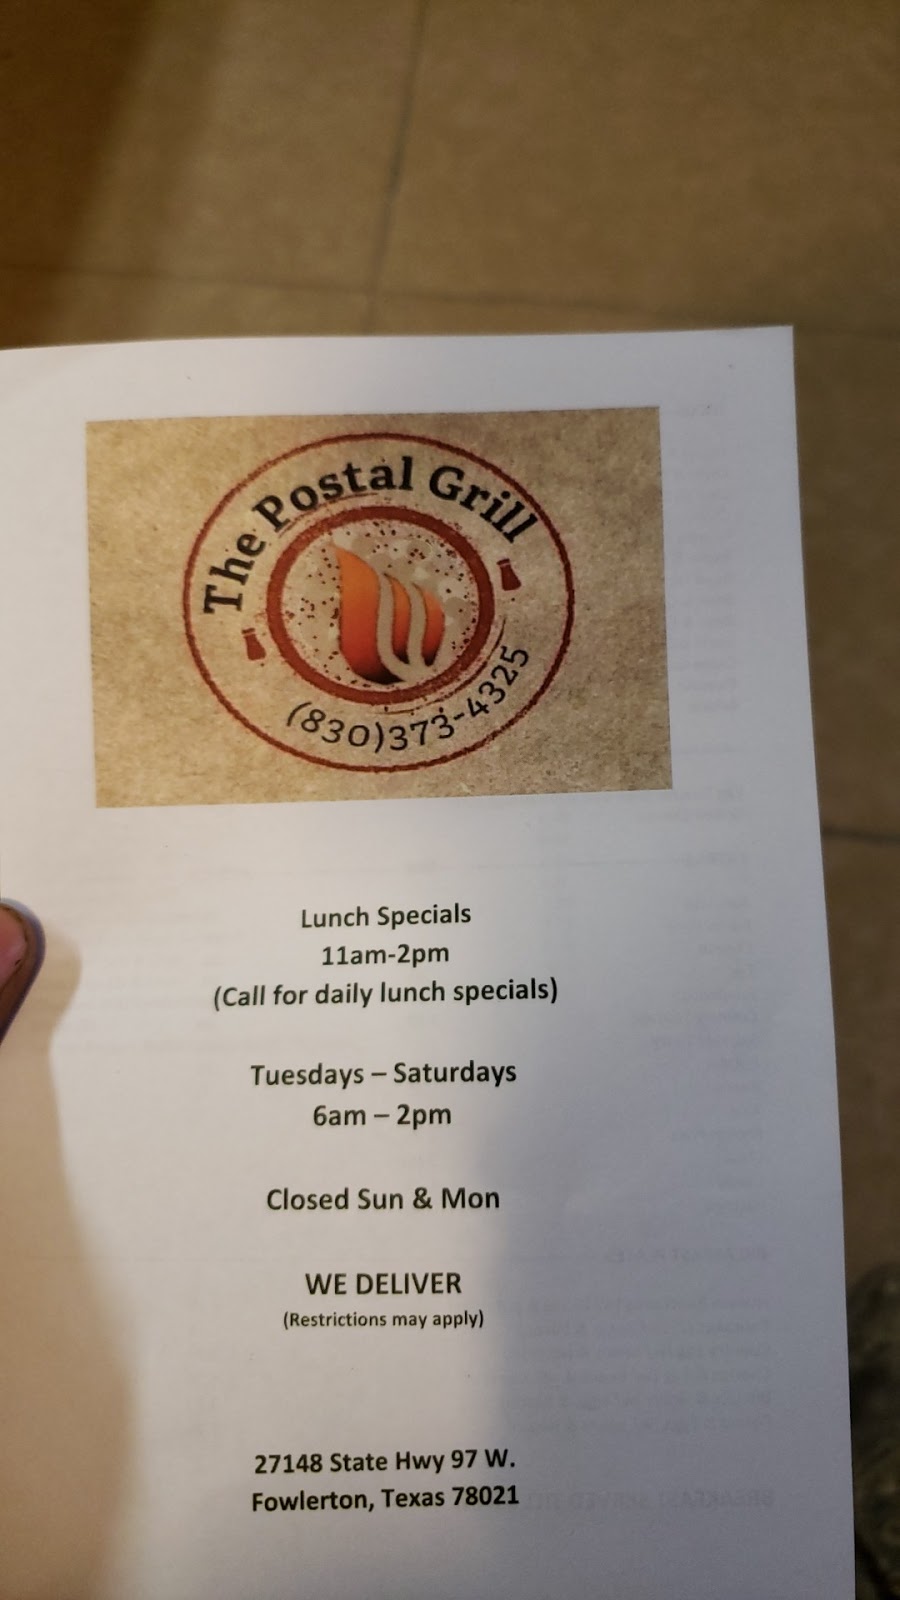 The Postal Grill
(830)373-4325
Lunch Specials
11am-2pm
(Call for daily lunch specials)
Tuesdays – Saturdays
6am – 2pm
Closed Sun & Mon
WE DELIVER
(Restrictions may apply)
27148 State Hwy 97 W.
Fowlerton, Texas 78021